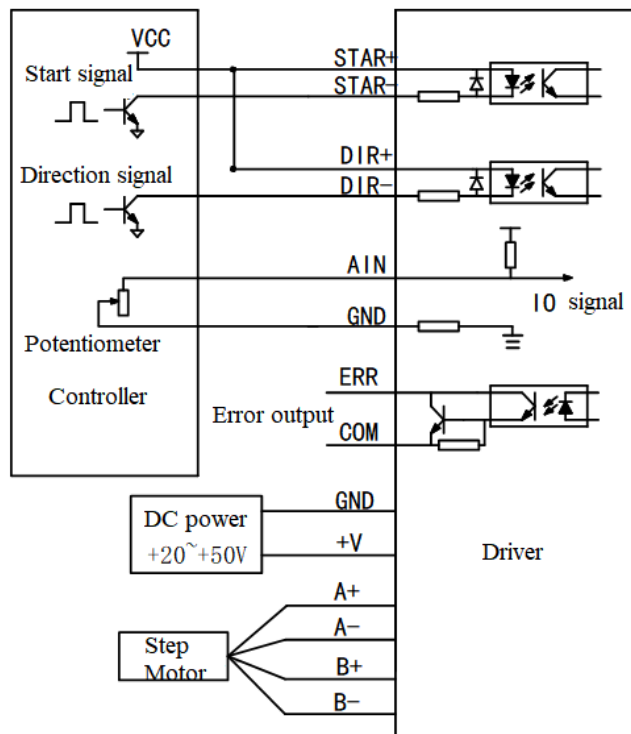 VCC
Start signal
STAR+
STAR-
Direction signal
DIR+
DIR-
AIN
IO signal
GND
Potentiometer
Controller
ERR
Error output
COM
DC power
+20~+50V
GND
+V
Driver
A+
A-
Step
Motor
B+
B-